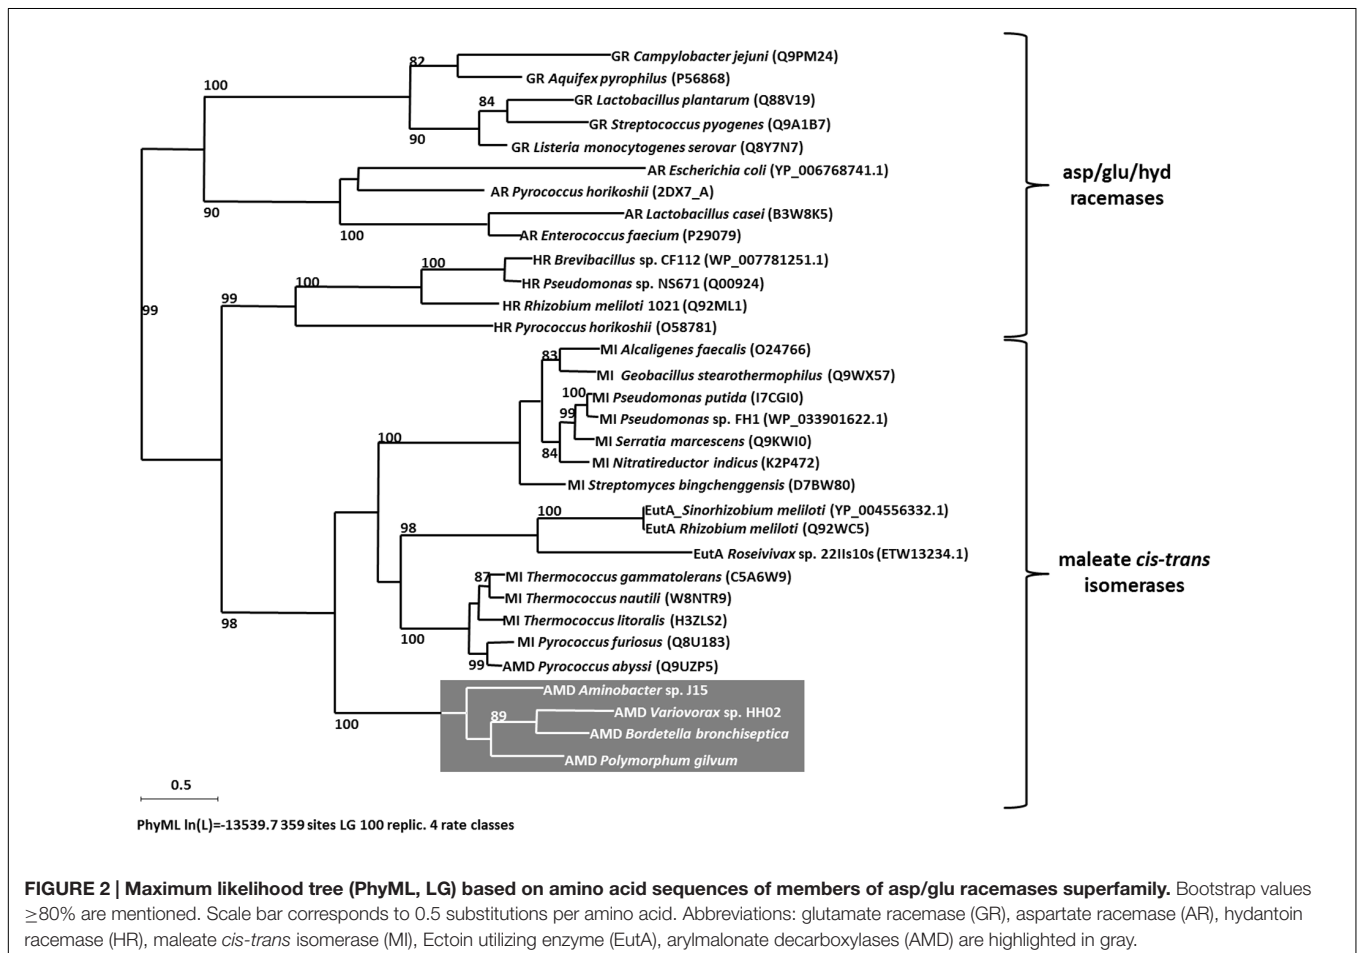 82
GR Campylobacter jejuni (Q9PM24)
100
GR Aquifex pyrophilus (P56868)
84
GR Lactobacillus plantarum (Q88V19)
GR Streptococcus pyogenes (Q9A1B7)
90
GR Listeria monocytogenes serovar (Q8Y7N7)
AR Escherichia coli (YP_006768741.1)
asp/glu/hyd
racemases
AR Pyrococcus horikoshii (2DX7_A)
90
AR Lactobacillus casei (B3W8K5)
100
AR Enterococcus faecium (P29079)
100
HR Brevibacillus sp. CF112 (WP_007781251.1)
100
HR Pseudomonas sp. NS671 (Q00924)
99
99
HR Rhizobium meliloti 1021 (Q92ML1)
HR Pyrococcus horikoshii (O58781)
83
MI Alcaligenes faecalis (O24766)
MI Geobacillus stearothermophilus (Q9WX57)
100
MI Pseudomonas putida (I7CGI0)
99
MI Pseudomonas sp. FH1 (WP_033901622.1)
100
MI Serratia marcescens (Q9KWI0)
84
MI Nitratireductor indicus (K2P472)
MI Streptomyces bingchenggensis (D7BW80)
100
EutA_Sinorhizobium meliloti (YP_004556332.1)
98
EutA Rhizobium meliloti (Q92WC5)
EutA Roseivivax sp. 22IIs10s (ETW13234.1)
maleate cis-trans
isomerases
87
MI Thermococcus gammatolerans (C5A6W9)
MI Thermococcus nautili (W8NTR9)
98
MI Thermococcus litoralis (H3ZLS2)
100
MI Pyrococcus furiosus (Q8U183)
99
AMD Pyrococcus abyssi (Q9UZP5)
AMD Aminobacter sp. J15
89
AMD Variovorax sp. HH02
100
AMD Bordetella bronchiseptica
AMD Polymorphum gilvum
0.5
PhyML ln(L)=-13539.7 359 sites LG 100 replic. 4 rate classes
FIGURE 2 | Maximum likelihood tree (PhyML, LG) based on amino acid sequences of members of asp/glu racemases superfamily. Bootstrap values
≥80% are mentioned. Scale bar corresponds to 0.5 substitutions per amino acid. Abbreviations: glutamate racemase (GR), aspartate racemase (AR), hydantoin
racemase (HR), maleate cis-trans isomerase (MI), Ectoin utilizing enzyme (EutA), arylmalonate decarboxylases (AMD) are highlighted in gray.